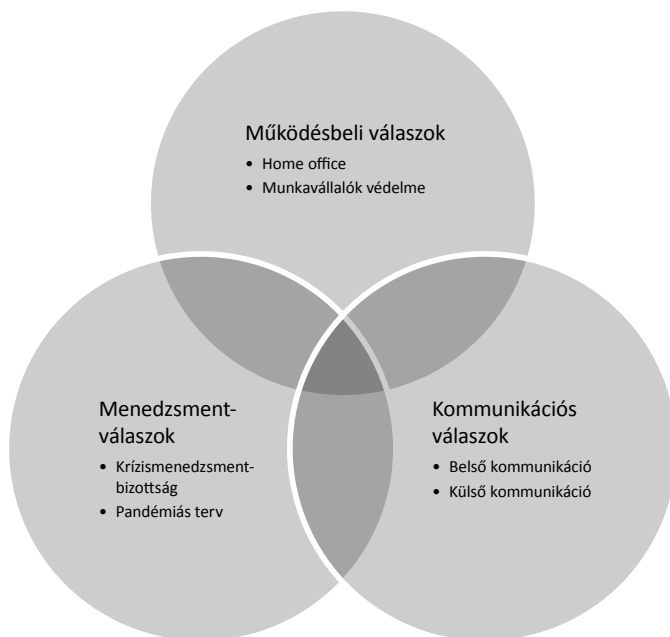 Működésbeli válaszok
• Home office
• Munkavállalók védelme
Menedzsment-
válaszok
• Krízismenedzsment-
bizottság
• Pandémiás terv
Kommunikációs
válaszok
• Belső kommunikáció
• Külső kommunikáció